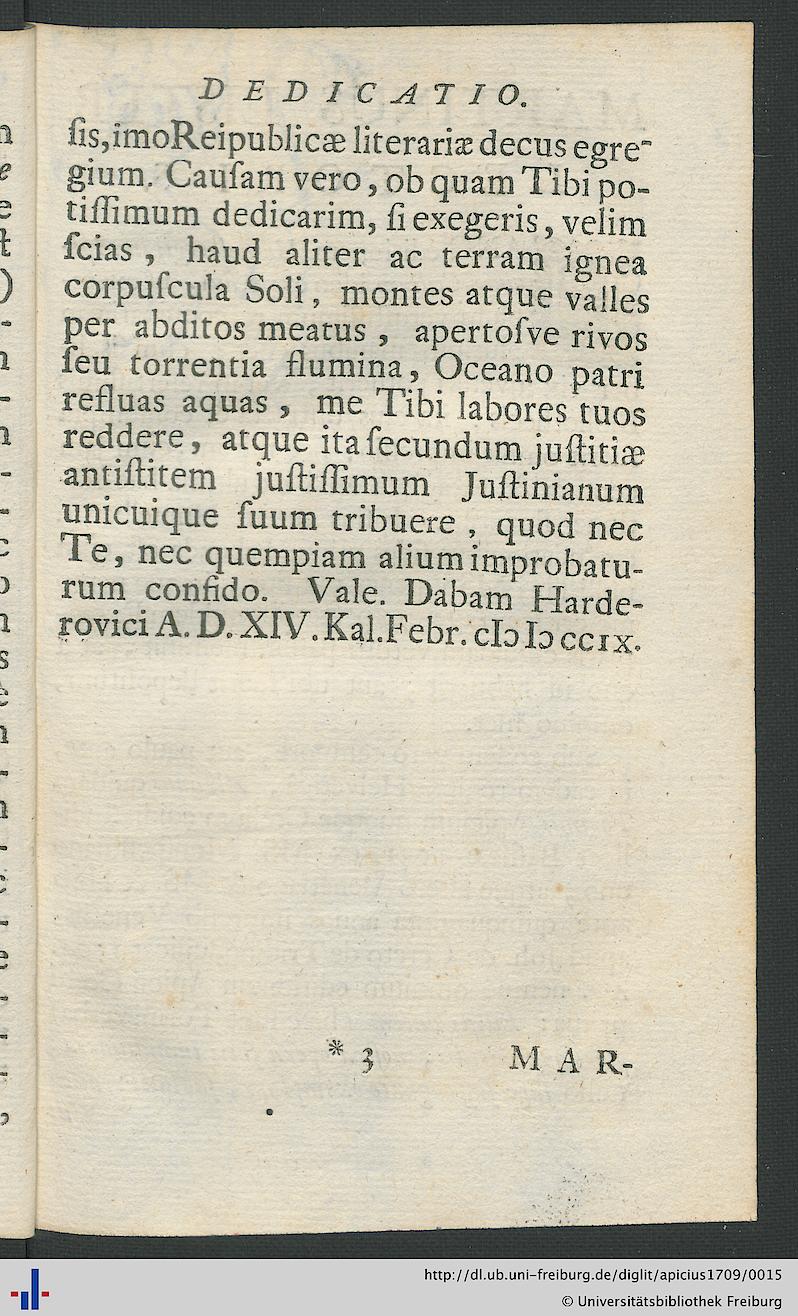 DEDICATIO.
ſis, imo Reipublicæ literariæ decus egre-
gium. Cauſam vero, ob quam Tibi po-
tiſſimum dedicarim, ſi exegeris, velim
ſcias, haud aliter ac terram ignea
corpuſcula Soli, montes atque valles
per abditos meatus, apertoſve rivos
ſeu torrentia flumina, Oceano patri
refluas aquas, me Tibi labores tuos
reddere, atque ita ſecundum juſtitiæ
antiſtitem juſtiſſimum Juſtinianum
unicuique ſuum tribuere, quod nec
Te, nec quempiam alium improbatu-
rum confido. Vale. Dabam Harde-
rovici A. D. XIV. Kal. Febr. cIↄ Iↄ ccıx.
* 3 MAR-
http://dl.ub.uni-freiburg.de/diglit/apicius1709/0015
© Universitätsbibliothek Freiburg